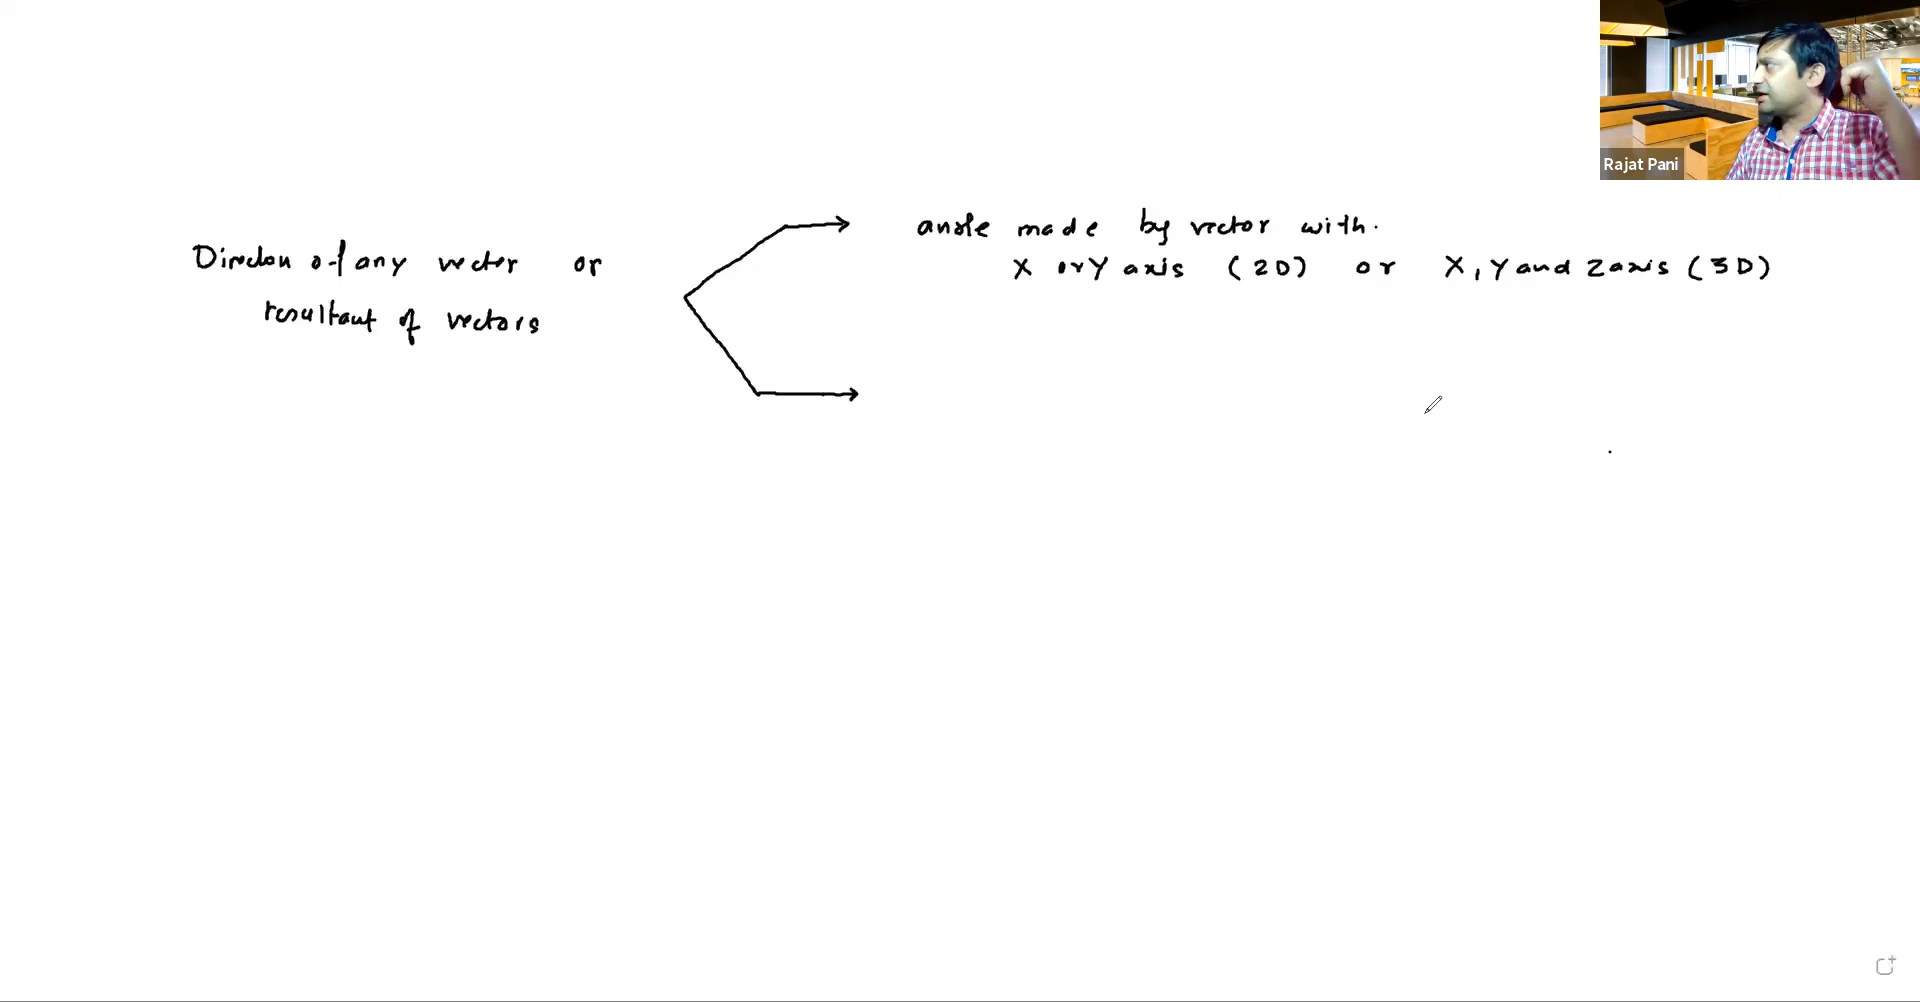 Rajat Pani
Direction of any vector or
resultant of vectors
angle made by vector with.
X or Y axis (2D) or X, Y and Z axis (3D)